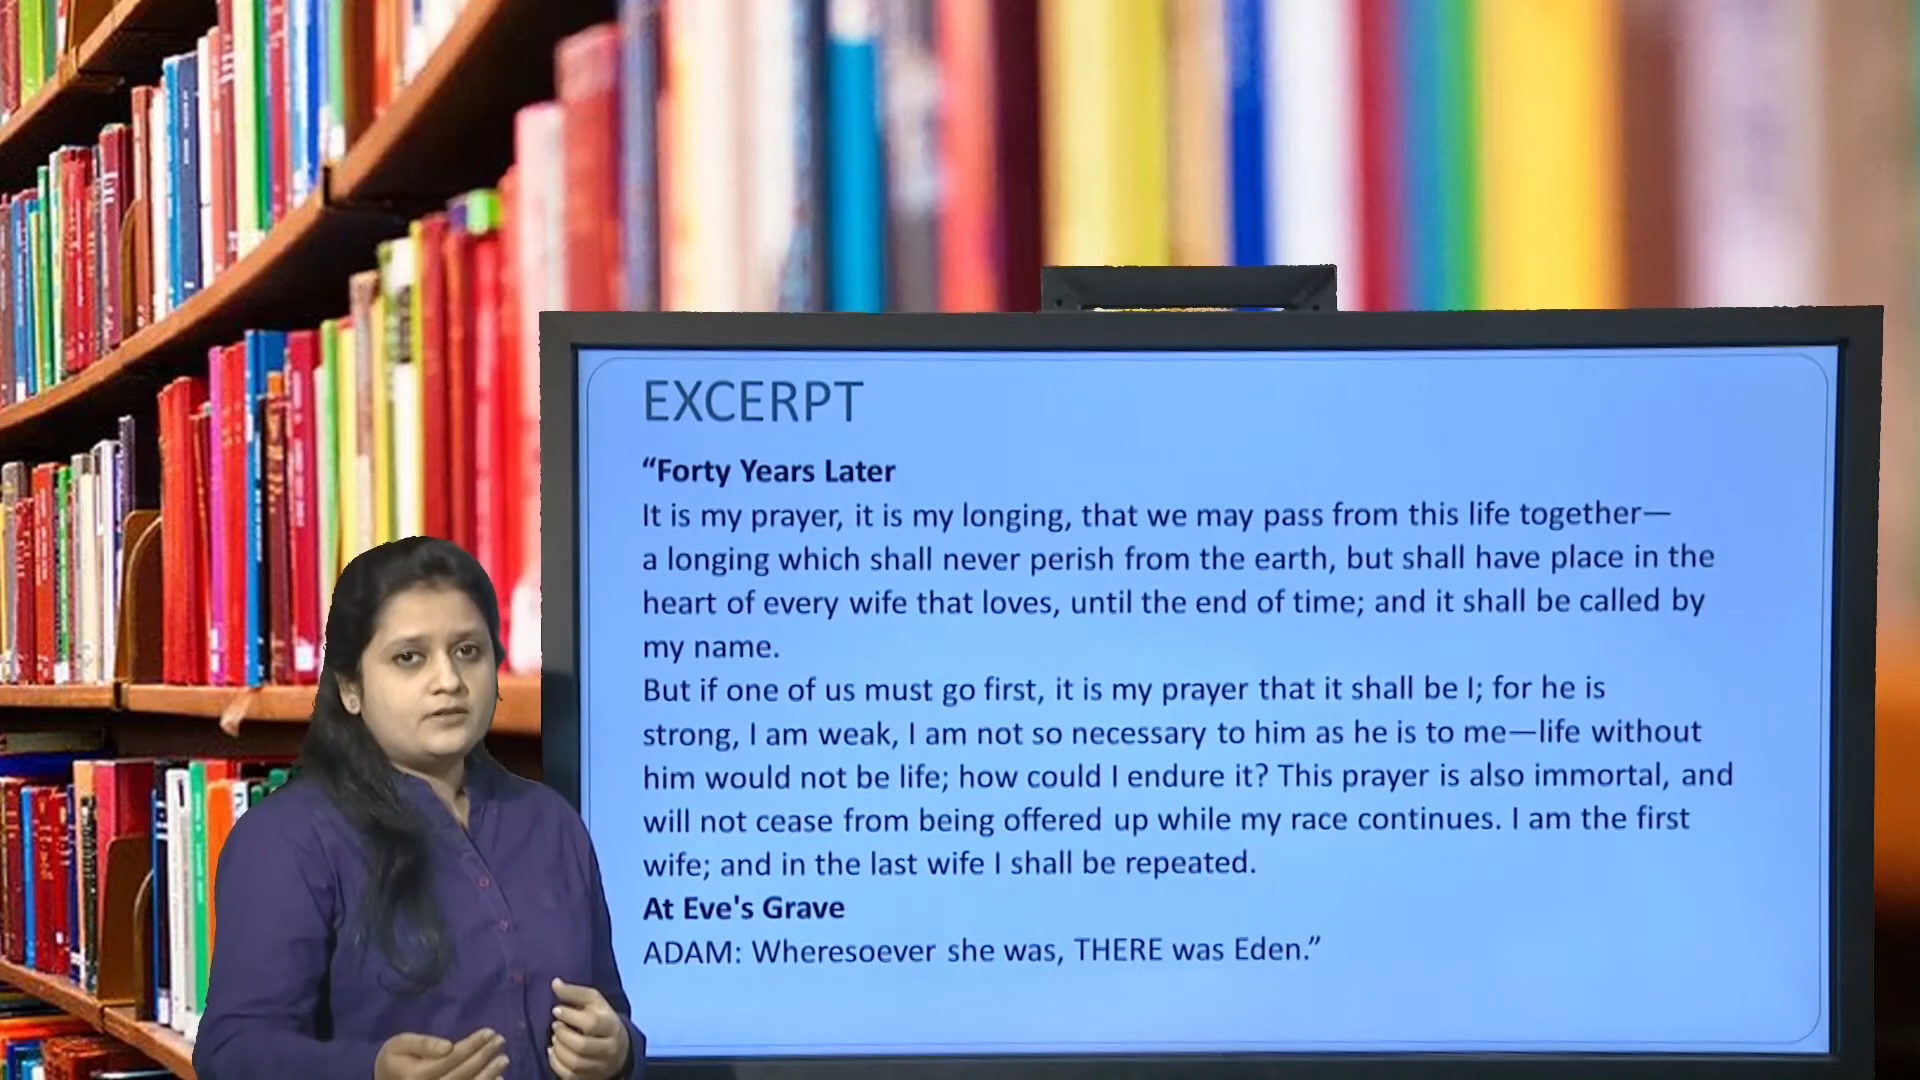 EXCERPT
“Forty Years Later
It is my prayer, it is my longing, that we may pass from this life together—
a longing which shall never perish from the earth, but shall have place in the
heart of every wife that loves, until the end of time; and it shall be called by
my name.
But if one of us must go first, it is my prayer that it shall be I; for he is
strong, I am weak, I am not so necessary to him as he is to me—life without
him would not be life; how could I endure it? This prayer is also immortal, and
will not cease from being offered up while my race continues. I am the first
wife; and in the last wife I shall be repeated.
At Eve's Grave
ADAM: Wheresoever she was, THERE was Eden.”